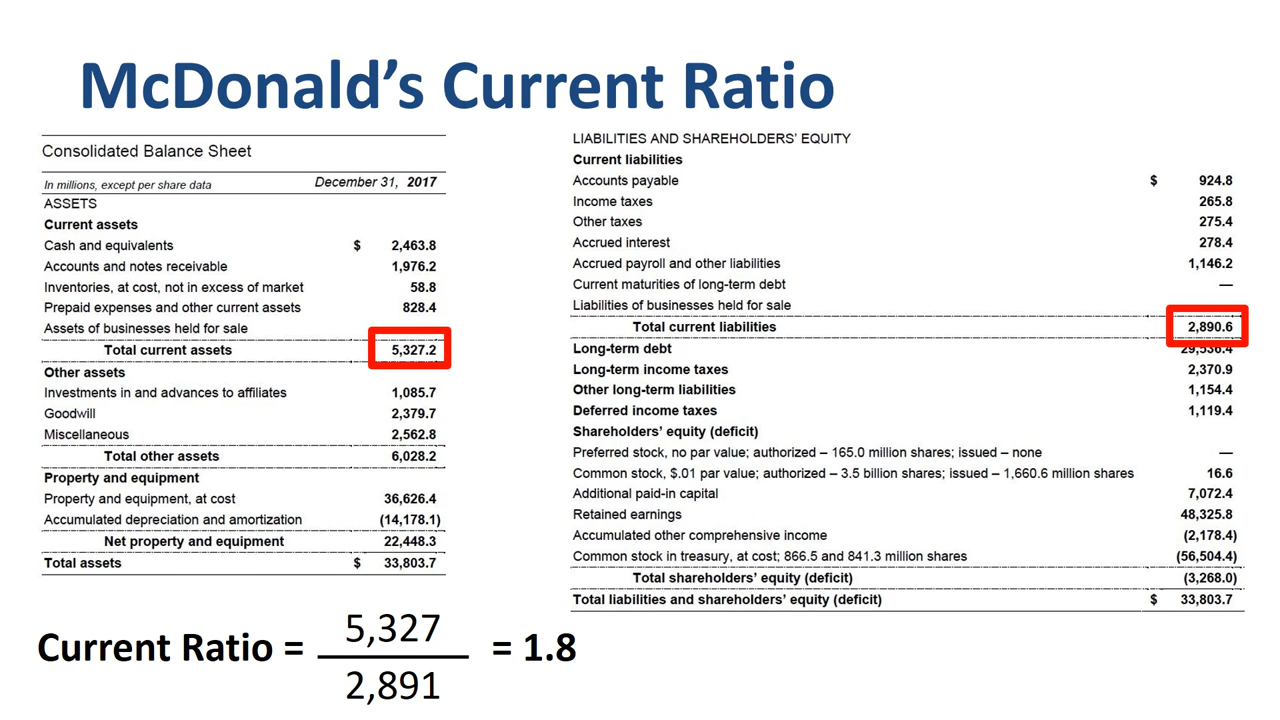 McDonald's Current Ratio
Consolidated Balance Sheet
In millions, except per share data December 31, 2017
ASSETS
Current assets
Cash and equivalents $ 2,463.8
Accounts and notes receivable 1,976.2
Inventories, at cost, not in excess of market 58.8
Prepaid expenses and other current assets 828.4
Assets of businesses held for sale
Total current assets 5,327.2
Other assets
Investments in and advances to affiliates 1,085.7
Goodwill 2,379.7
Miscellaneous 2,562.8
Total other assets 6,028.2
Property and equipment
Property and equipment, at cost 36,626.4
Accumulated depreciation and amortization (14,178.1)
Net property and equipment 22,448.3
Total assets $ 33,803.7
LIABILITIES AND SHAREHOLDERS' EQUITY
Current liabilities
Accounts payable $ 924.8
Income taxes 265.8
Other taxes 275.4
Accrued interest 278.4
Accrued payroll and other liabilities 1,146.2
Current maturities of long-term debt —
Liabilities of businesses held for sale
Total current liabilities 2,890.6
Long-term debt 29,536.4
Long-term income taxes 2,370.9
Other long-term liabilities 1,154.4
Deferred income taxes 1,119.4
Shareholders' equity (deficit)
Preferred stock, no par value; authorized – 165.0 million shares; issued – none —
Common stock, $.01 par value; authorized – 3.5 billion shares; issued – 1,660.6 million shares 16.6
Additional paid-in capital 7,072.4
Retained earnings 48,325.8
Accumulated other comprehensive income (2,178.4)
Common stock in treasury, at cost; 866.5 and 841.3 million shares (56,504.4)
Total shareholders' equity (deficit) (3,268.0)
Total liabilities and shareholders' equity (deficit) $ 33,803.7
5,327
Current Ratio = = 1.8
2,891